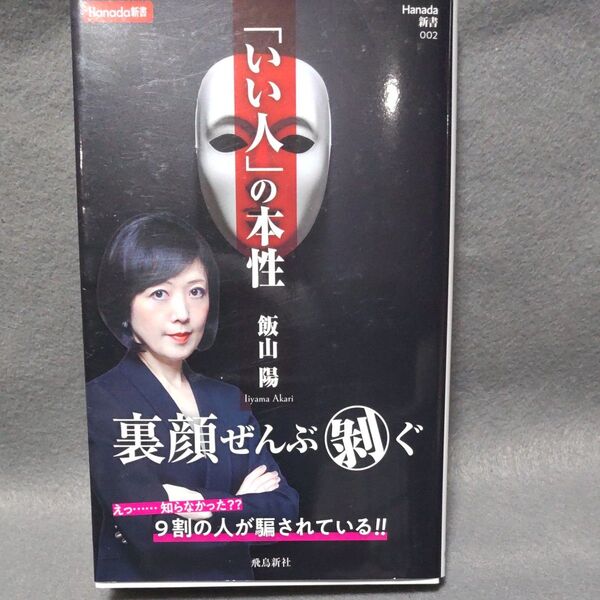 Hanada新書
Hanada
新書
002
「いい人」の本性
飯山 陽
Iiyama Akari
裏顔ぜんぶ剥ぐ
えっ……知らなかった??
9割の人が騙されている!!
飛鳥新社